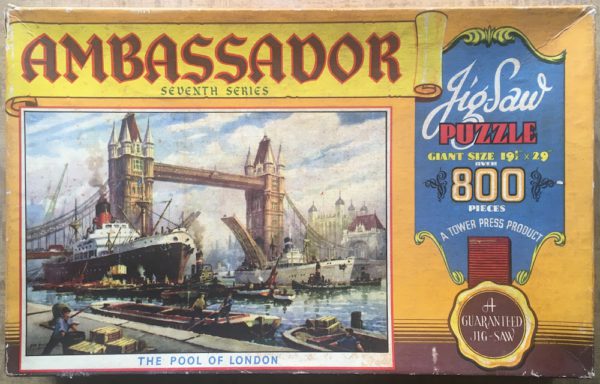 AMBASSADOR
SEVENTH SERIES
Jig Saw
PUZZLE
GIANT SIZE 19½" × 29"
OVER
800
PIECES
A TOWER PRESS PRODUCT
A
GUARANTEED
JIG-SAW
THE POOL OF LONDON